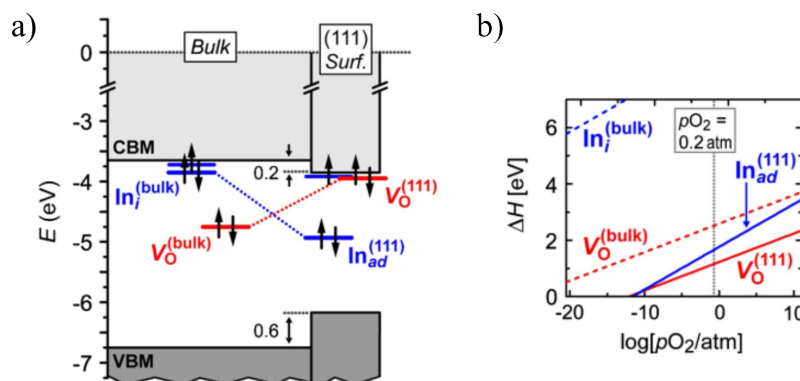 a)
Bulk
(111)
Surf.
0
-3
CBM
0.2
-4
In_i^(bulk)
V_O^(111)
E (eV)
V_O^(bulk)
-5
In_ad^(111)
-6
0.6
VBM
-7
b)
6
pO₂ =
0.2 atm
In_i^(bulk)
In_ad^(111)
4
ΔH [eV]
V_O^(bulk)
2
V_O^(111)
0
-20 -10 0 10
log[pO₂/atm]